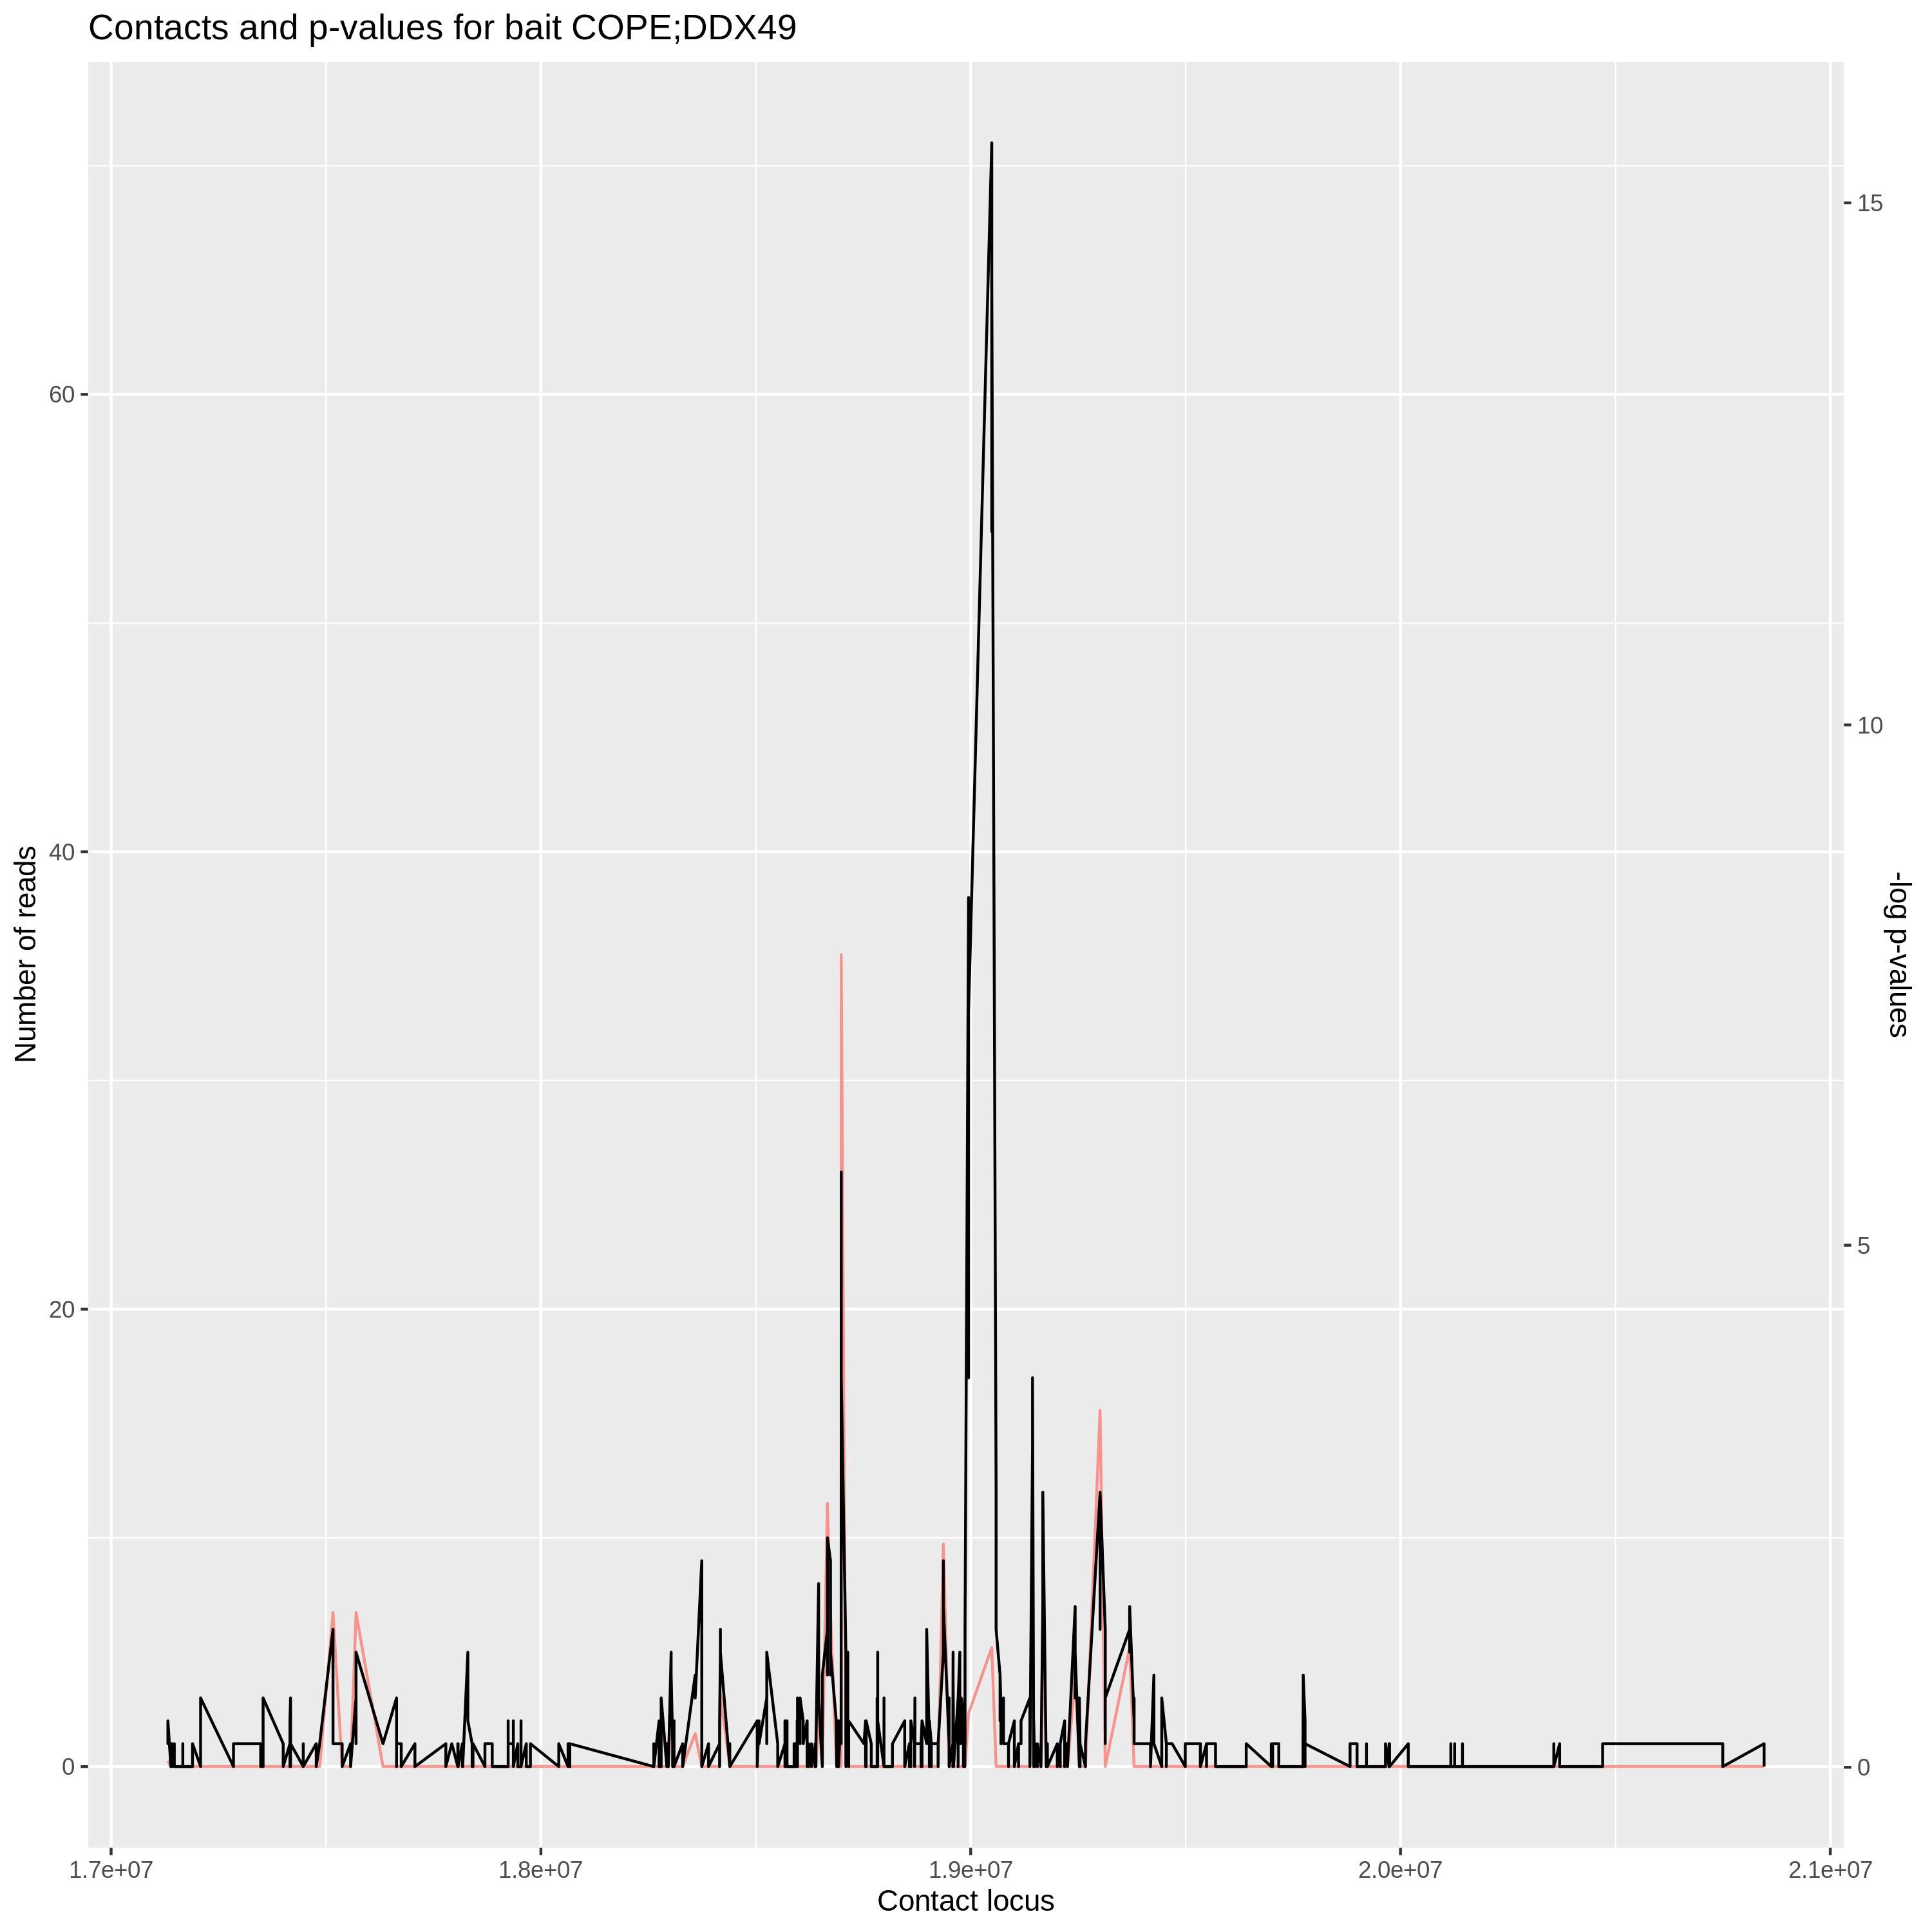 Contacts and p-values for bait COPE;DDX49
Number of reads
60
40
20
0
15
10
5
0
-log p-values
1.7e+07
1.8e+07
1.9e+07
2.0e+07
2.1e+07
Contact locus